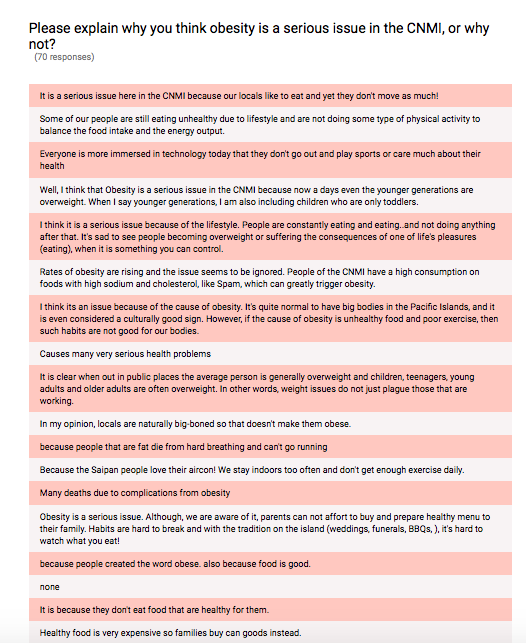 Please explain why you think obesity is a serious issue in the CNMI, or why
not?
(70 responses)
It is a serious issue here in the CNMI because our locals like to eat and yet they don't move as much!
Some of our people are still eating unhealthy due to lifestyle and are not doing some type of physical activity to
balance the food intake and the energy output.
Everyone is more immersed in technology today that they don't go out and play sports or care much about their
health
Well, I think that Obesity is a serious issue in the CNMI because now a days even the younger generations are
overweight. When I say younger generations, I am also including children who are only toddlers.
I think it is a serious issue because of the lifestyle. People are constantly eating and eating..and not doing anything
after that. It's sad to see people becoming overweight or suffering the consequences of one of life's pleasures
(eating), when it is something you can control.
Rates of obesity are rising and the issue seems to be ignored. People of the CNMI have a high consumption on
foods with high sodium and cholesterol, like Spam, which can greatly trigger obesity.
I think its an issue because of the cause of obesity. It's quite normal to have big bodies in the Pacific Islands, and it
is even considered a culturally good sign. However, if the cause of obesity is unhealthy food and poor exercise, then
such habits are not good for our bodies.
Causes many very serious health problems
It is clear when out in public places the average person is generally overweight and children, teenagers, young
adults and older adults are often overweight. In other words, weight issues do not just plague those that are
working.
In my opinion, locals are naturally big-boned so that doesn't make them obese.
because people that are fat die from hard breathing and can't go running
Because the Saipan people love their aircon! We stay indoors too often and don't get enough exercise daily.
Many deaths due to complications from obesity
Obesity is a serious issue. Although, we are aware of it, parents can not affort to buy and prepare healthy menu to
their family. Habits are hard to break and with the tradition on the island (weddings, funerals, BBQs, ), it's hard to
watch what you eat!
because people created the word obese. also because food is good.
none
It is because they don't eat food that are healthy for them.
Healthy food is very expensive so families buy can goods instead.